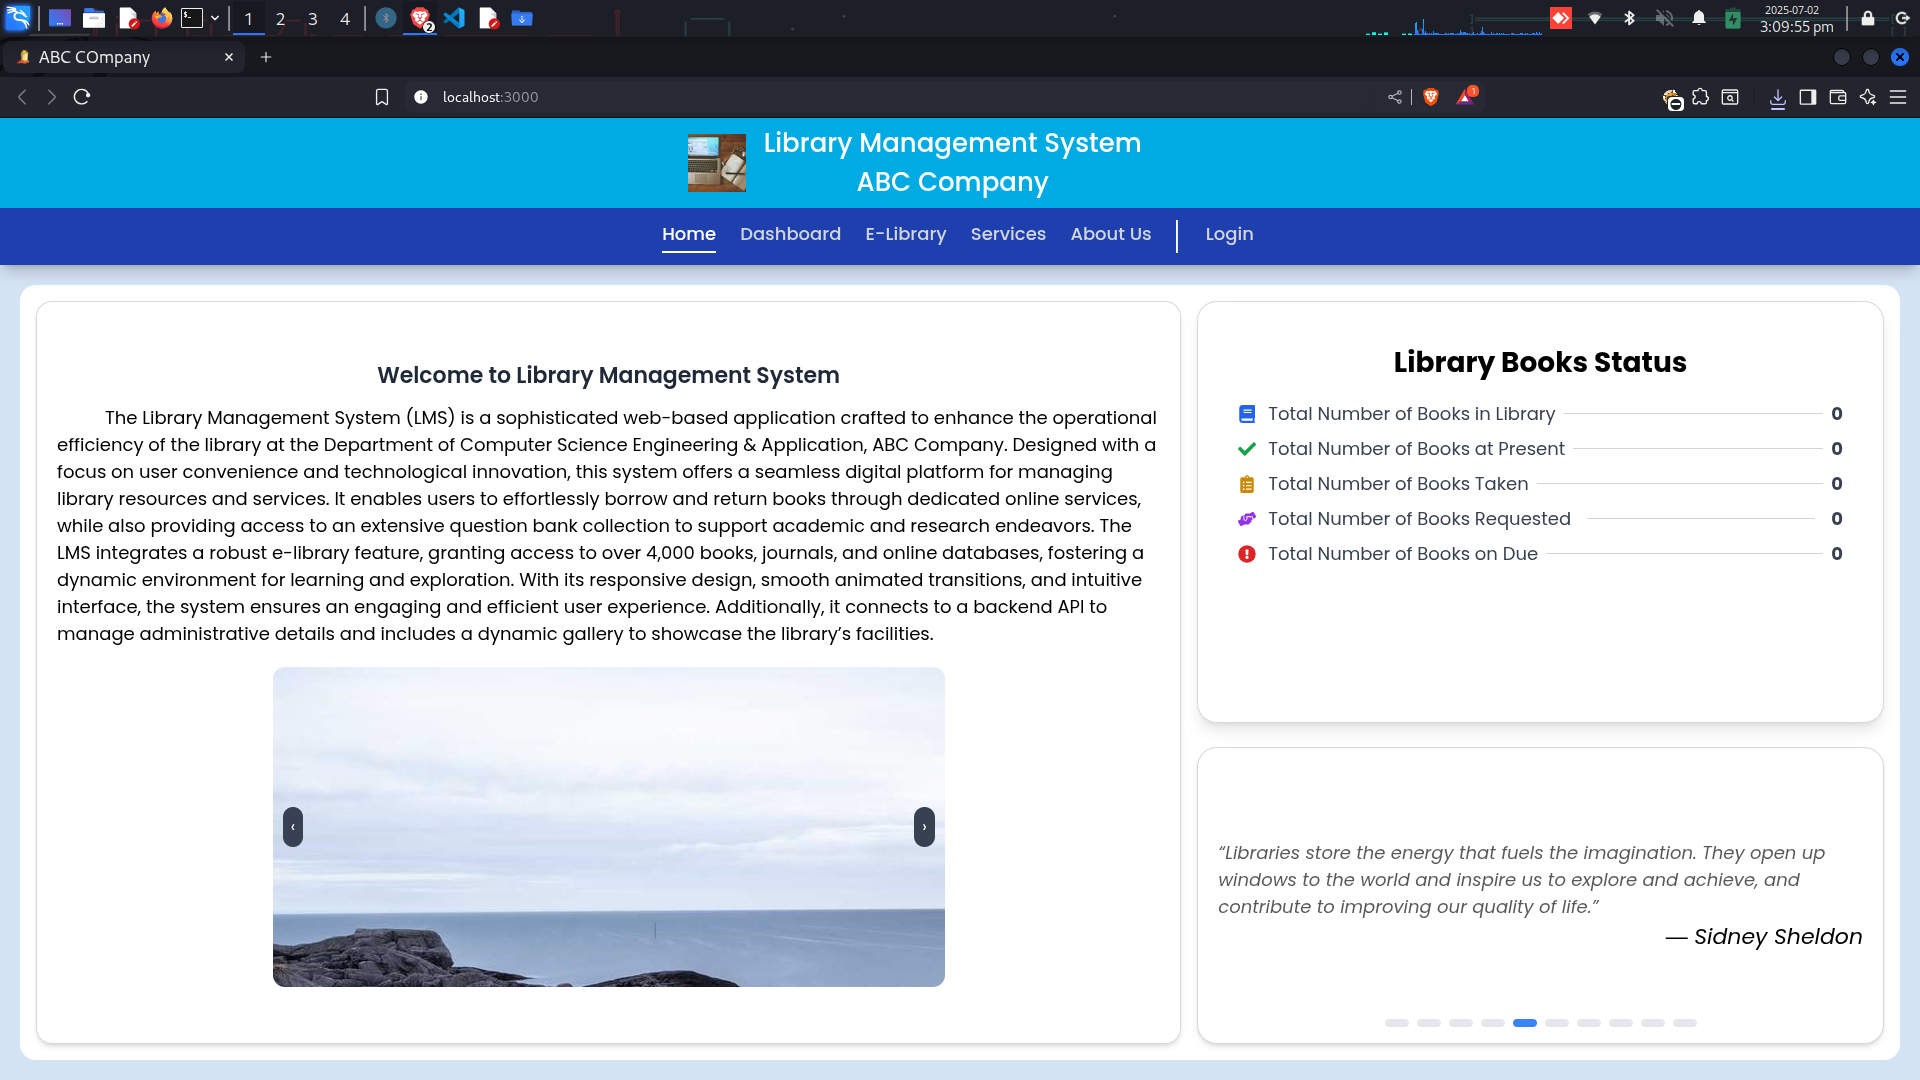 1 2 3 4
2
2025-07-02
3:09:55 pm
ABC COmpany
localhost:3000
1
Library Management System
ABC Company
Home Dashboard E-Library Services About Us Login
Welcome to Library Management System
The Library Management System (LMS) is a sophisticated web-based application crafted to enhance the operational
efficiency of the library at the Department of Computer Science Engineering & Application, ABC Company. Designed with a
focus on user convenience and technological innovation, this system offers a seamless digital platform for managing
library resources and services. It enables users to effortlessly borrow and return books through dedicated online services,
while also providing access to an extensive question bank collection to support academic and research endeavors. The
LMS integrates a robust e-library feature, granting access to over 4,000 books, journals, and online databases, fostering a
dynamic environment for learning and exploration. With its responsive design, smooth animated transitions, and intuitive
interface, the system ensures an engaging and efficient user experience. Additionally, it connects to a backend API to
manage administrative details and includes a dynamic gallery to showcase the library’s facilities.
‹ ›
Library Books Status
Total Number of Books in Library 0
Total Number of Books at Present 0
Total Number of Books Taken 0
Total Number of Books Requested 0
Total Number of Books on Due 0
“Libraries store the energy that fuels the imagination. They open up
windows to the world and inspire us to explore and achieve, and
contribute to improving our quality of life.”
— Sidney Sheldon